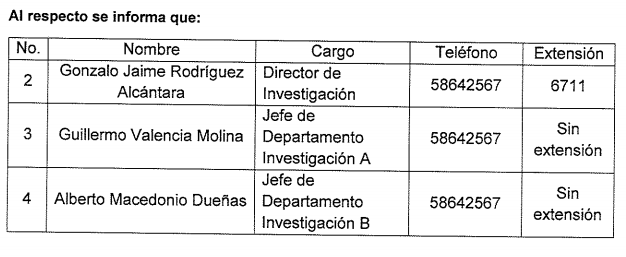 Al respecto se informa que:
No. Nombre Cargo Teléfono Extensión
2 Gonzalo Jaime Rodríguez Alcántara Director de Investigación 58642567 6711
3 Guillermo Valencia Molina Jefe de Departamento Investigación A 58642567 Sin extensión
4 Alberto Macedonio Dueñas Jefe de Departamento Investigación B 58642567 Sin extensión